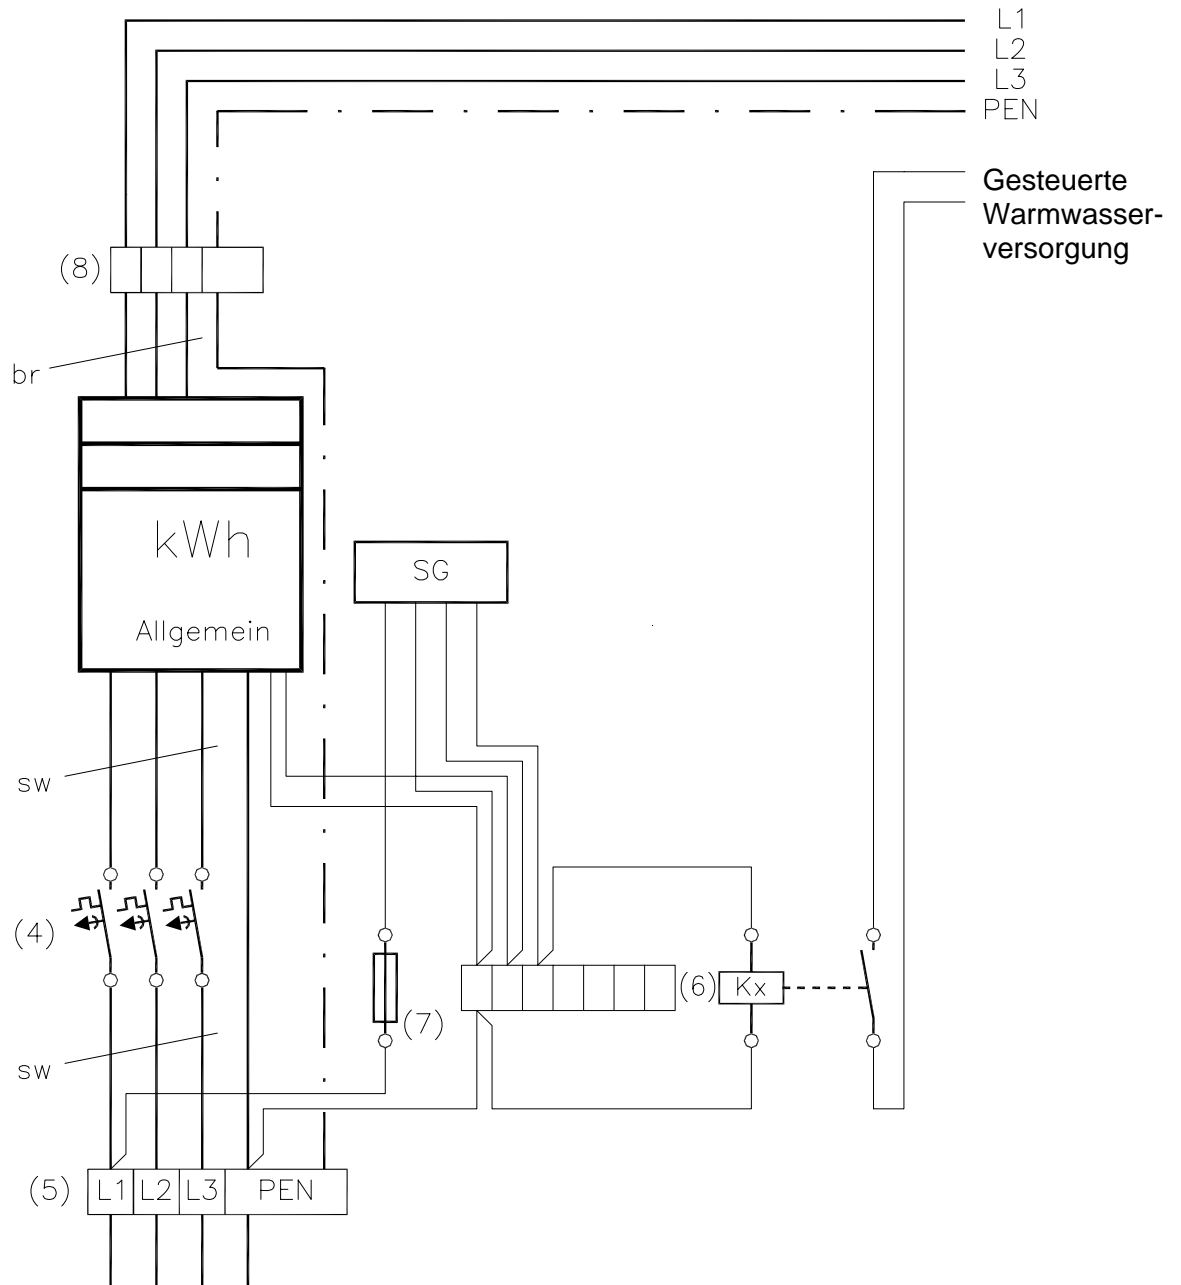 L1
L2
L3
PEN
Gesteuerte
Warmwasser-
versorgung
(8)
br
kWh
Allgemein
SG
sw
(4)
(6)
Kx
(7)
sw
(5)
L1
L2
L3
PEN